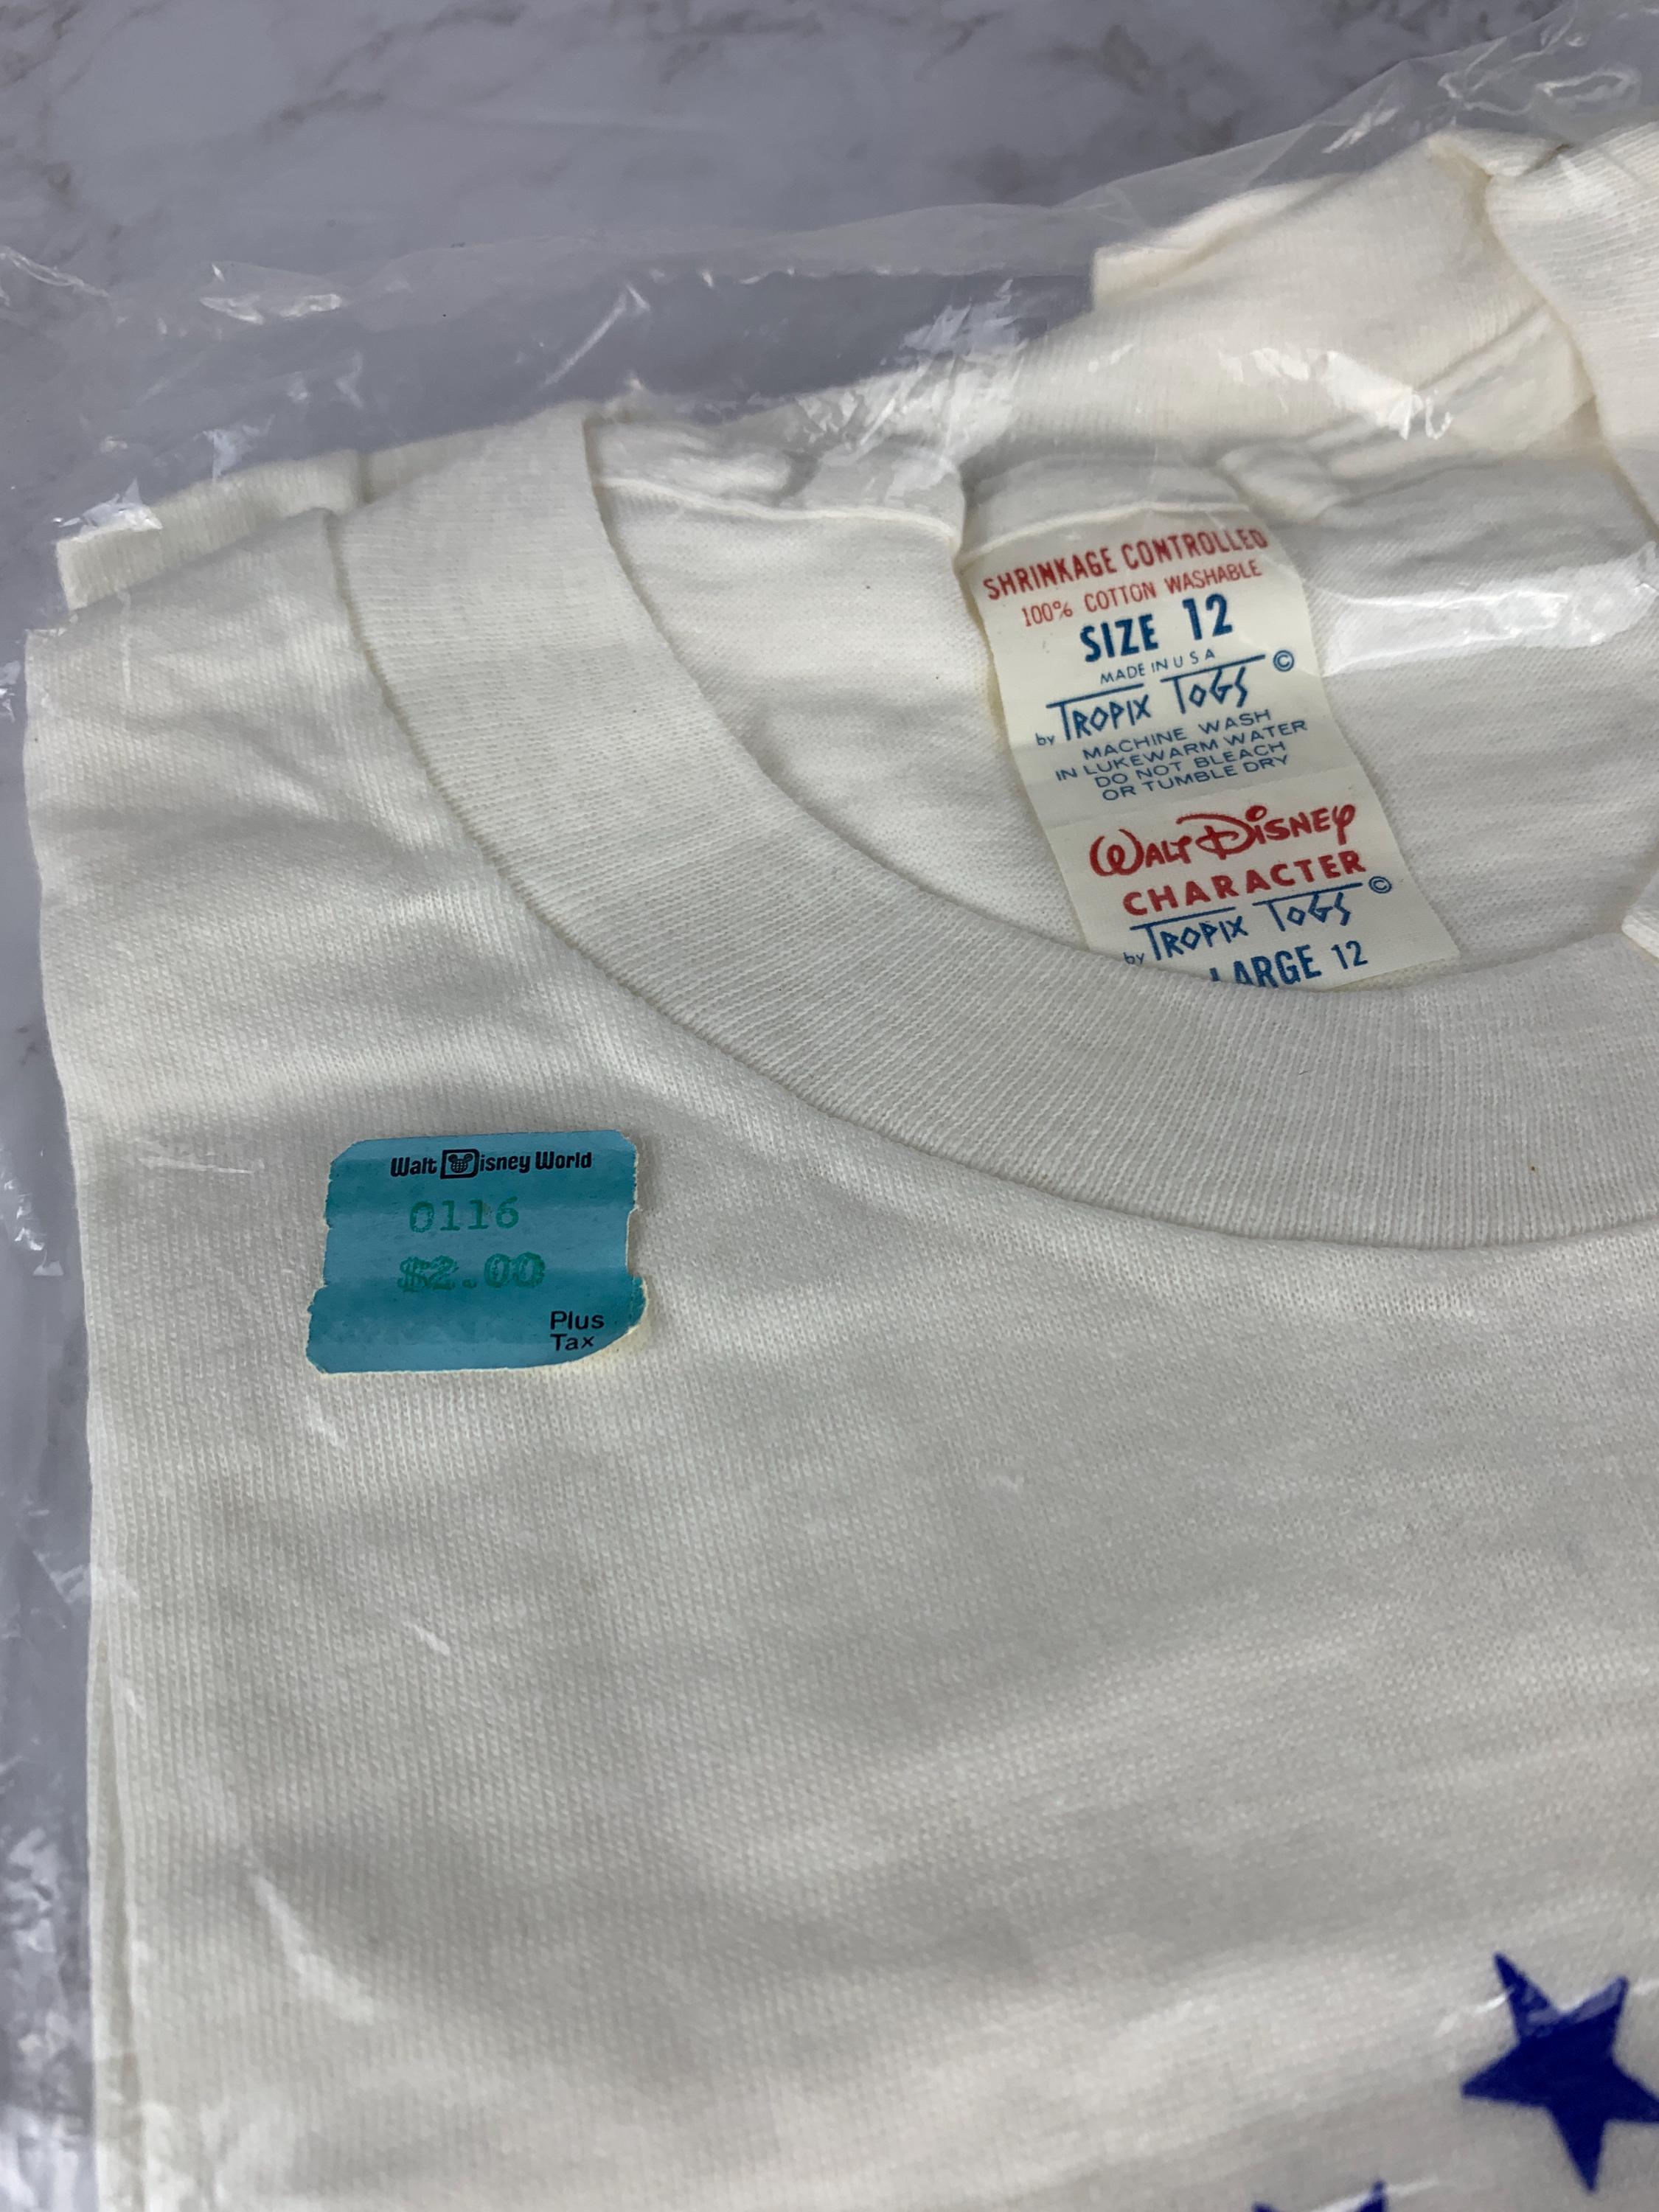 SHRINKAGE CONTROLLED
100% COTTON WASHABLE
SIZE 12
MADE IN USA
by TROPIX TOGS ©
MACHINE WASH
IN LUKEWARM WATER
DO NOT BLEACH
OR TUMBLE DRY
WALT DISNEY
CHARACTER
by TROPIX TOGS ©
LARGE 12
Walt Disney World
0116
$2.00
Plus
Tax